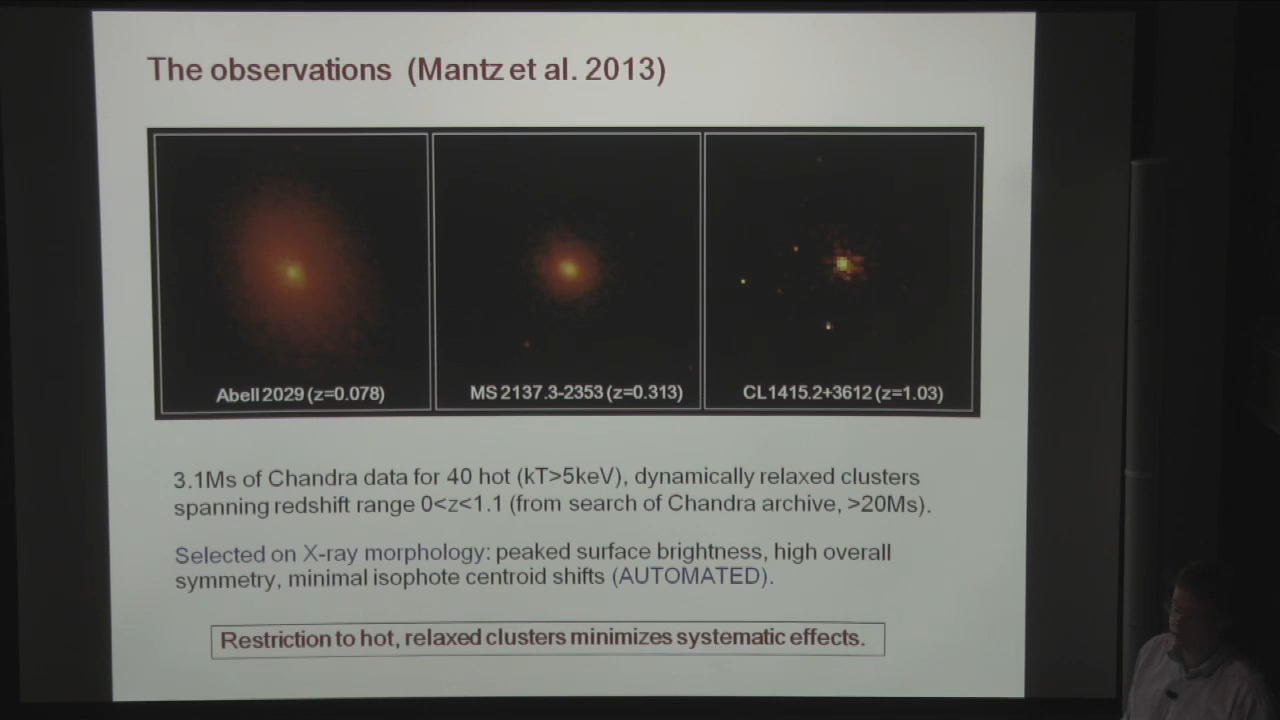 The observations (Mantz et al. 2013)
Abell 2029 (z=0.078)
MS 2137.3-2353 (z=0.313)
CL1415.2+3612 (z=1.03)
3.1Ms of Chandra data for 40 hot (kT>5keV), dynamically relaxed clusters
spanning redshift range 0<z<1.1 (from search of Chandra archive, >20Ms).
Selected on X-ray morphology: peaked surface brightness, high overall
symmetry, minimal isophote centroid shifts (AUTOMATED).
Restriction to hot, relaxed clusters minimizes systematic effects.